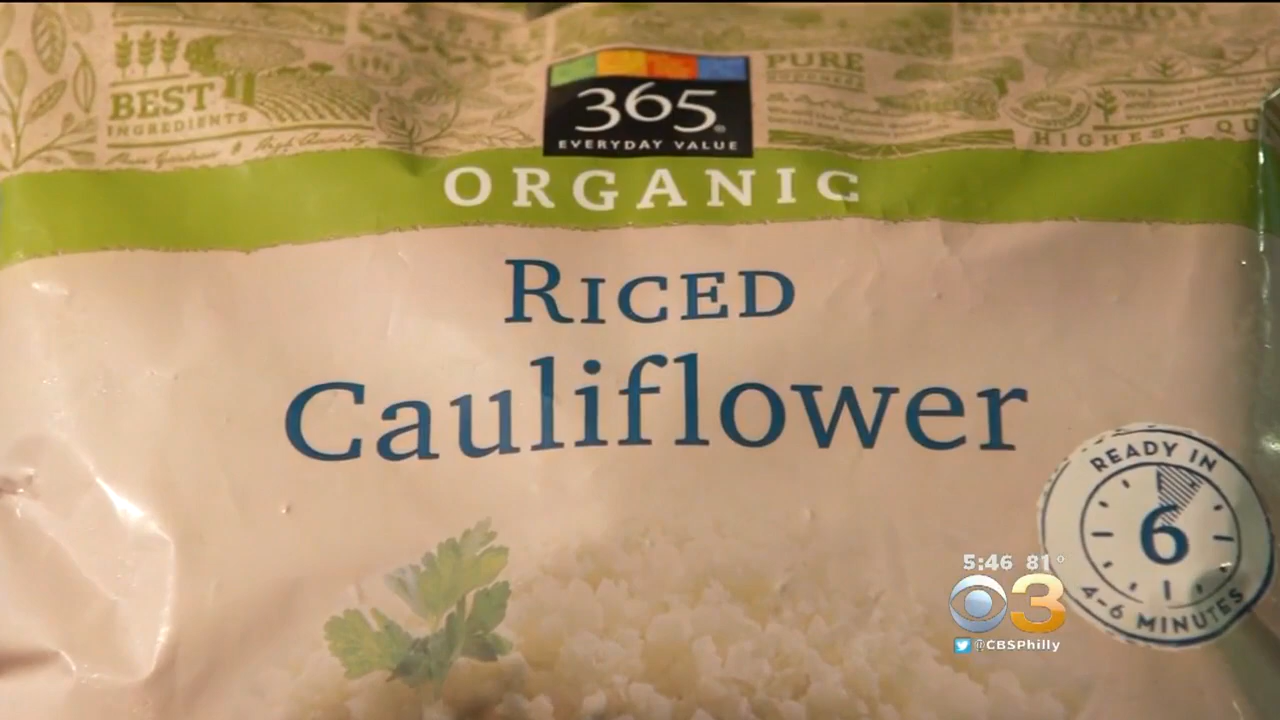 BEST
INGREDIENTS
PURE
HIGHEST QU
365
EVERYDAY VALUE
ORGANIC
RICED
Cauliflower
READY IN
6
4-6 MINUTES
5:46 81°
3
@CBSPhilly